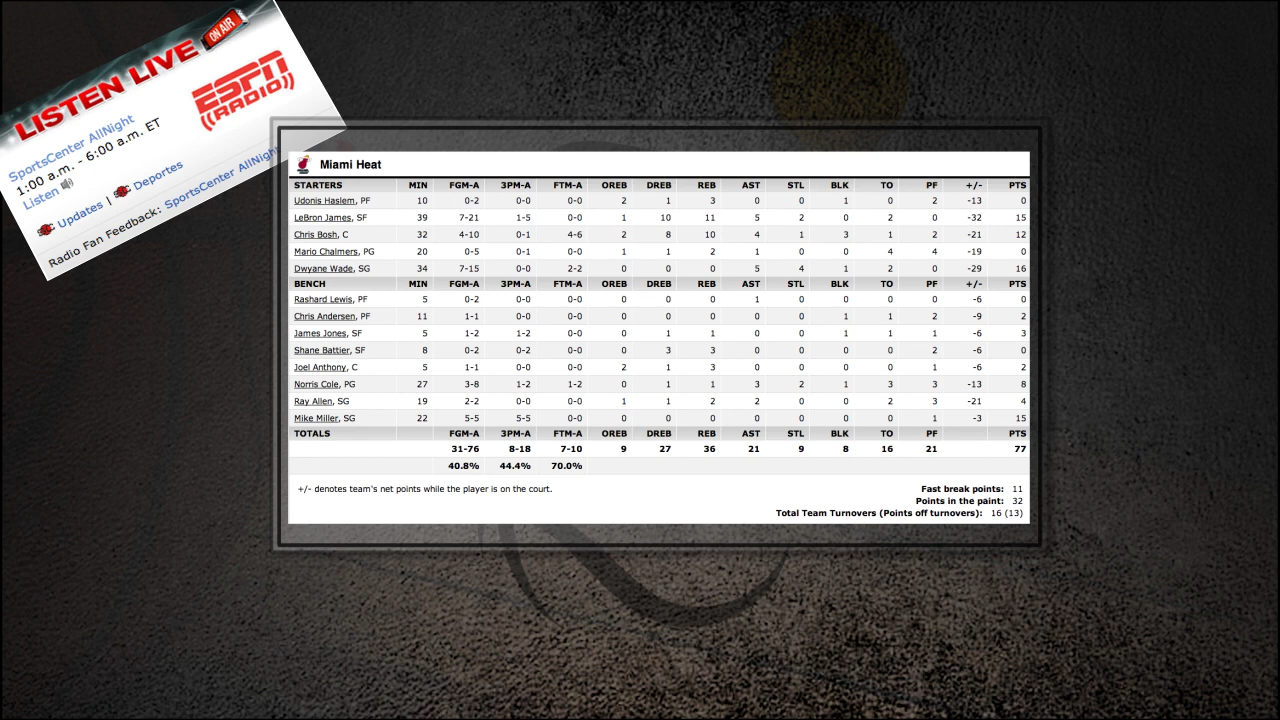 LISTEN LIVE ON AIR
ESPN
RADIO
SportsCenter AllNight
1:00 a.m. - 6:00 a.m. ET
Listen
Updates | Deportes
Radio Fan Feedback: SportsCenter AllNight
Miami Heat
STARTERS MIN FGM-A 3PM-A FTM-A OREB DREB REB AST STL BLK TO PF +/- PTS
Udonis Haslem, PF 10 0-2 0-0 0-0 2 1 3 0 0 1 0 2 -13 0
LeBron James, SF 39 7-21 1-5 0-0 1 10 11 5 2 0 2 0 -32 15
Chris Bosh, C 32 4-10 0-1 4-6 2 8 10 4 1 3 1 2 -21 12
Mario Chalmers, PG 20 0-5 0-1 0-0 1 1 2 1 0 0 4 4 -19 0
Dwyane Wade, SG 34 7-15 0-0 2-2 0 0 0 5 4 1 2 0 -29 16
BENCH MIN FGM-A 3PM-A FTM-A OREB DREB REB AST STL BLK TO PF +/- PTS
Rashard Lewis, PF 5 0-2 0-0 0-0 0 0 0 1 0 0 0 0 -6 0
Chris Andersen, PF 11 1-1 0-0 0-0 0 0 0 0 0 1 1 2 -9 2
James Jones, SF 5 1-2 1-2 0-0 0 1 1 0 0 1 1 1 -6 3
Shane Battier, SF 8 0-2 0-2 0-0 0 3 3 0 0 0 0 2 -6 0
Joel Anthony, C 5 1-1 0-0 0-0 2 1 3 0 0 0 0 1 -6 2
Norris Cole, PG 27 3-8 1-2 1-2 0 1 1 3 2 1 3 3 -13 8
Ray Allen, SG 19 2-2 0-0 0-0 1 1 2 2 0 0 2 3 -21 4
Mike Miller, SG 22 5-5 5-5 0-0 0 0 0 0 0 0 0 1 -3 15
TOTALS FGM-A 3PM-A FTM-A OREB DREB REB AST STL BLK TO PF PTS
31-76 8-18 7-10 9 27 36 21 9 8 16 21 77
40.8% 44.4% 70.0%
+/- denotes team's net points while the player is on the court.
Fast break points: 11
Points in the paint: 32
Total Team Turnovers (Points off turnovers): 16 (13)